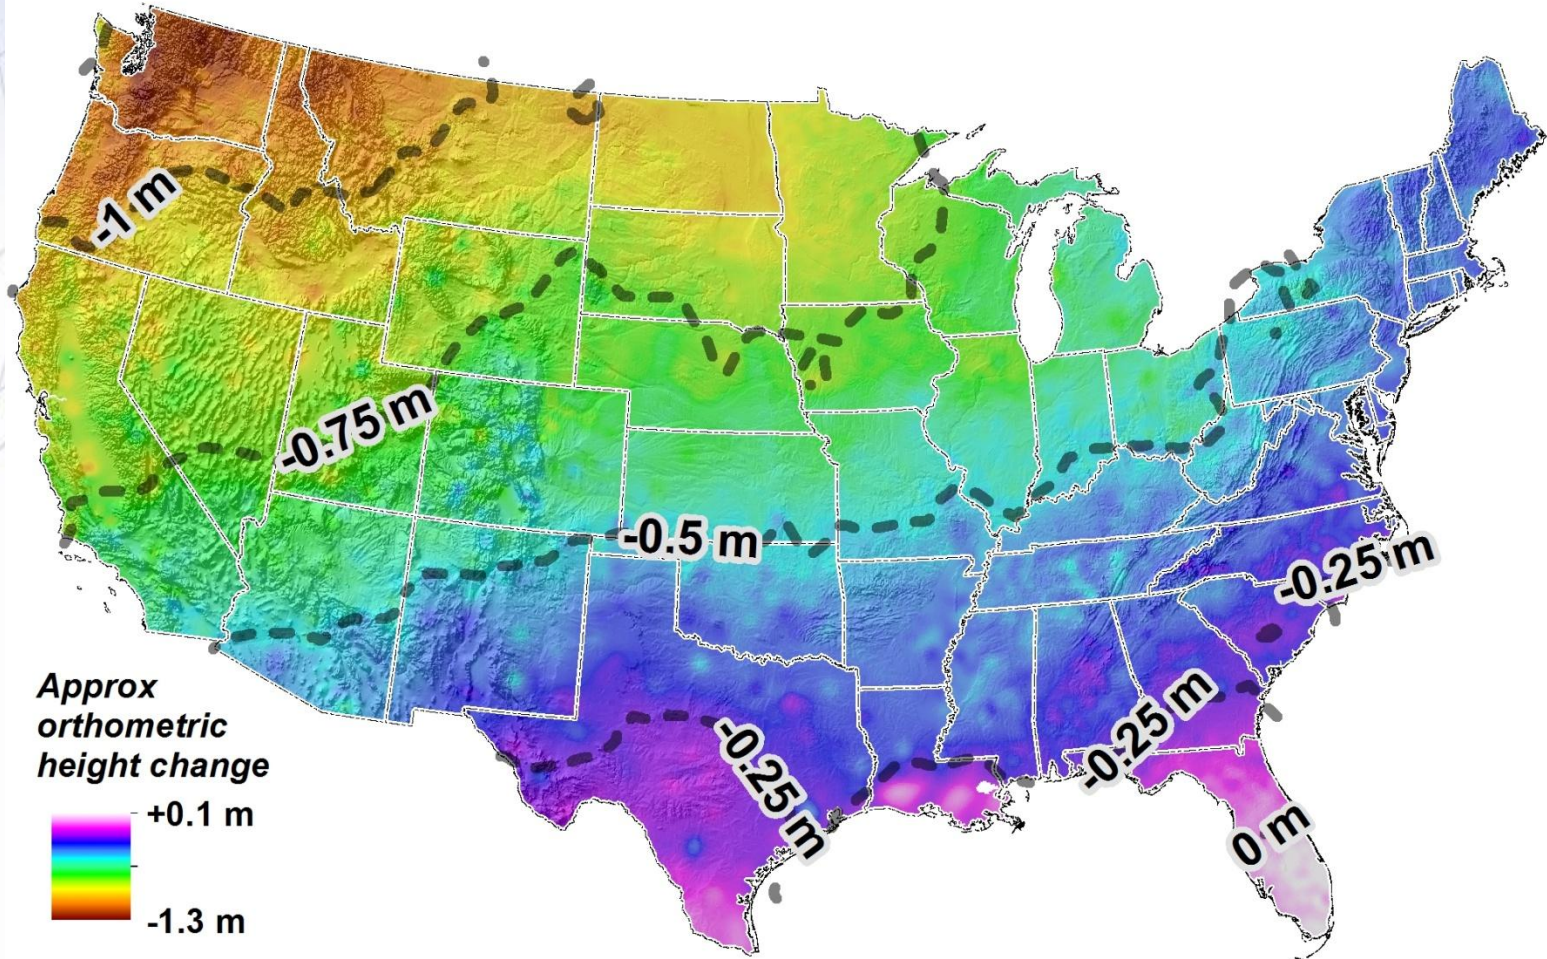 -1 m
-0.75 m
-0.5 m
-0.25 m
-0.25 m
-0.25 m
0 m
Approx
orthometric
height change
+0.1 m
-1.3 m